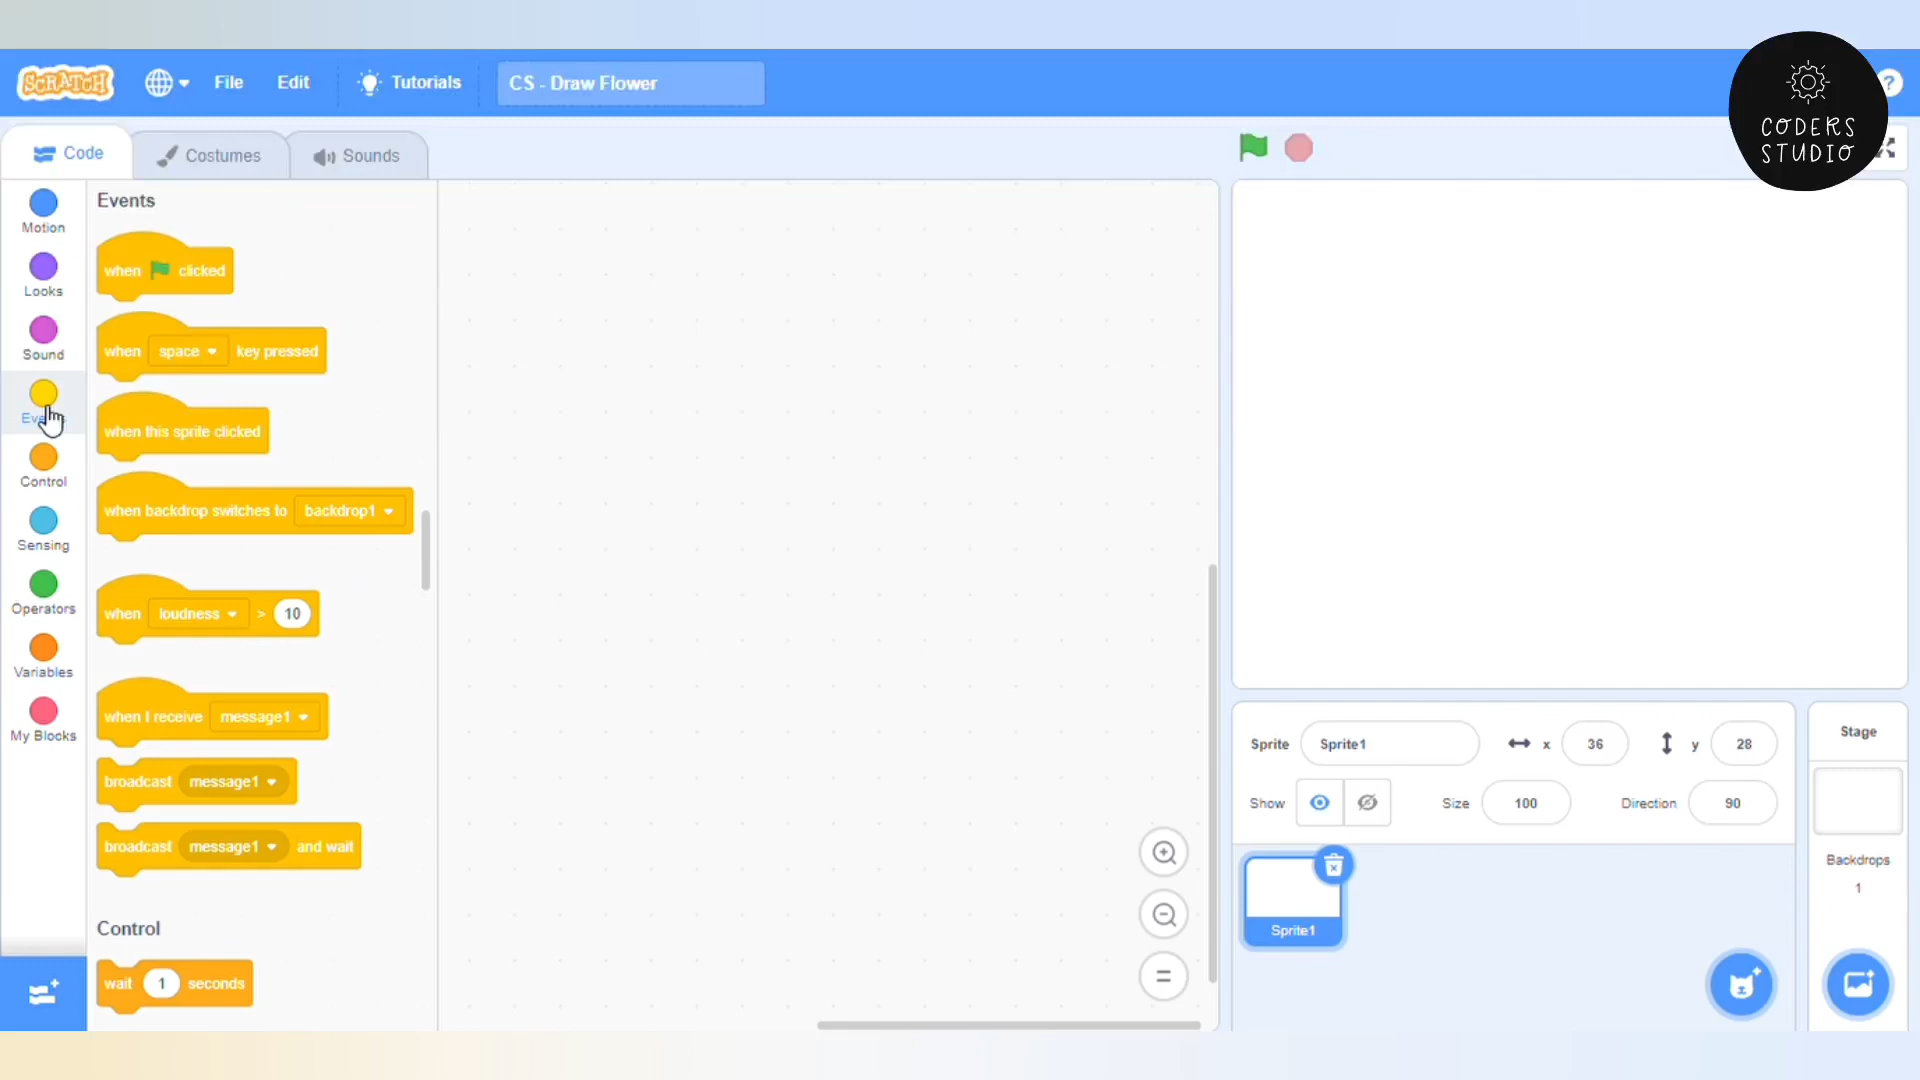 SCRATCH
File
Edit
Tutorials
CS - Draw Flower
?
CODERS
STUDIO
Code
Costumes
Sounds
Motion
Looks
Sound
Control
Sensing
Operators
Variables
My Blocks
Events
when clicked
when space key pressed
when this sprite clicked
when backdrop switches to backdrop1
when loudness > 10
when I receive message1
broadcast message1
broadcast message1 and wait
Control
wait 1 seconds
Sprite Sprite1 x 36 y 28
Show Size 100 Direction 90
Sprite1
Stage
Backdrops
1